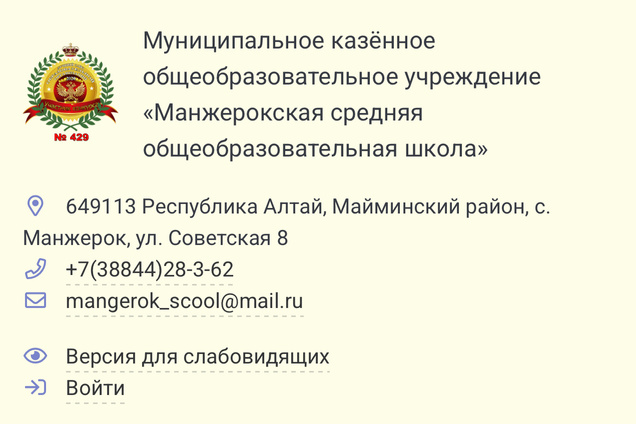 Муниципальное казённое
общеобразовательное учреждение
«Манжерокская средняя
общеобразовательная школа»
№ 429
649113 Республика Алтай, Майминский район, с.
Манжерок, ул. Советская 8
+7(38844)28-3-62
mangerok_scool@mail.ru
Версия для слабовидящих
Войти